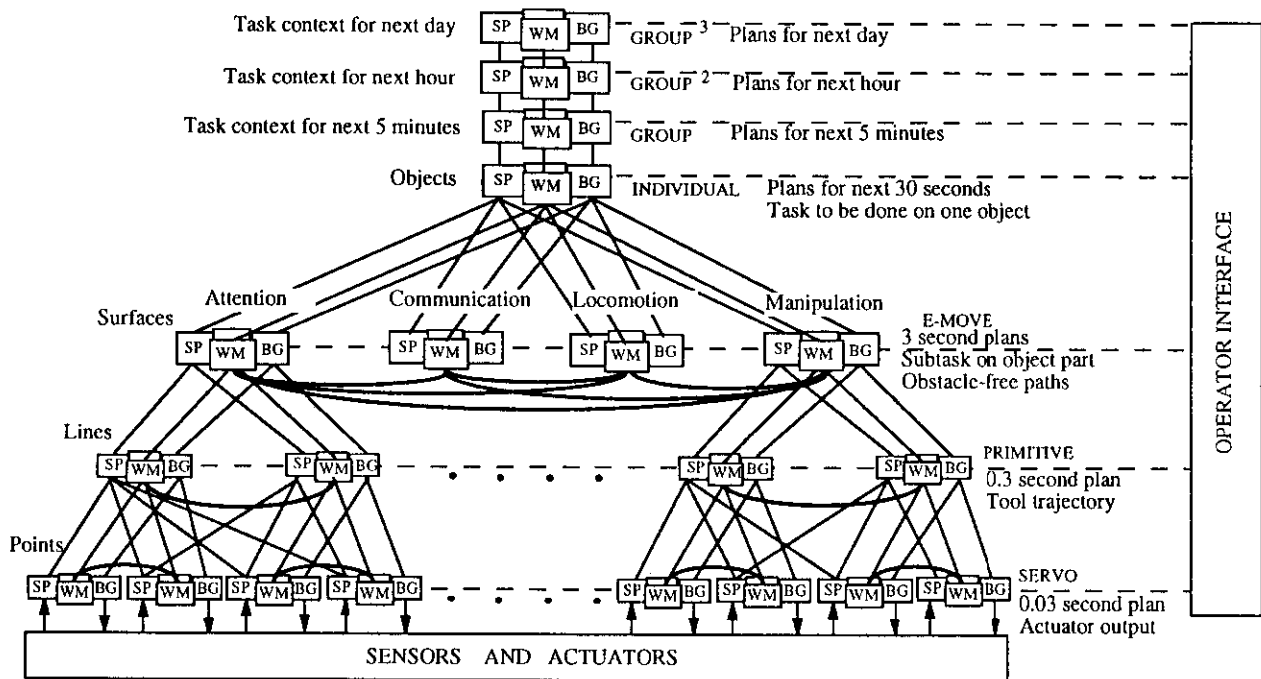 Task context for next day SP WM BG GROUP 3 Plans for next day
Task context for next hour SP WM BG GROUP 2 Plans for next hour
Task context for next 5 minutes SP WM BG GROUP Plans for next 5 minutes
Objects SP WM BG INDIVIDUAL Plans for next 30 seconds
Task to be done on one object
OPERATOR INTERFACE
Attention Communication Locomotion Manipulation
Surfaces SP WM BG SP WM BG SP WM BG SP WM BG E-MOVE
3 second plans
Subtask on object part
Obstacle-free paths
Lines SP WM BG SP WM BG . . . . SP WM BG SP WM BG PRIMITIVE
0.3 second plan
Tool trajectory
Points SP WM BG SP WM BG SP WM BG SP WM BG . . . . SP WM BG SP WM BG SP WM BG SP WM BG SERVO
0.03 second plan
Actuator output
SENSORS AND ACTUATORS